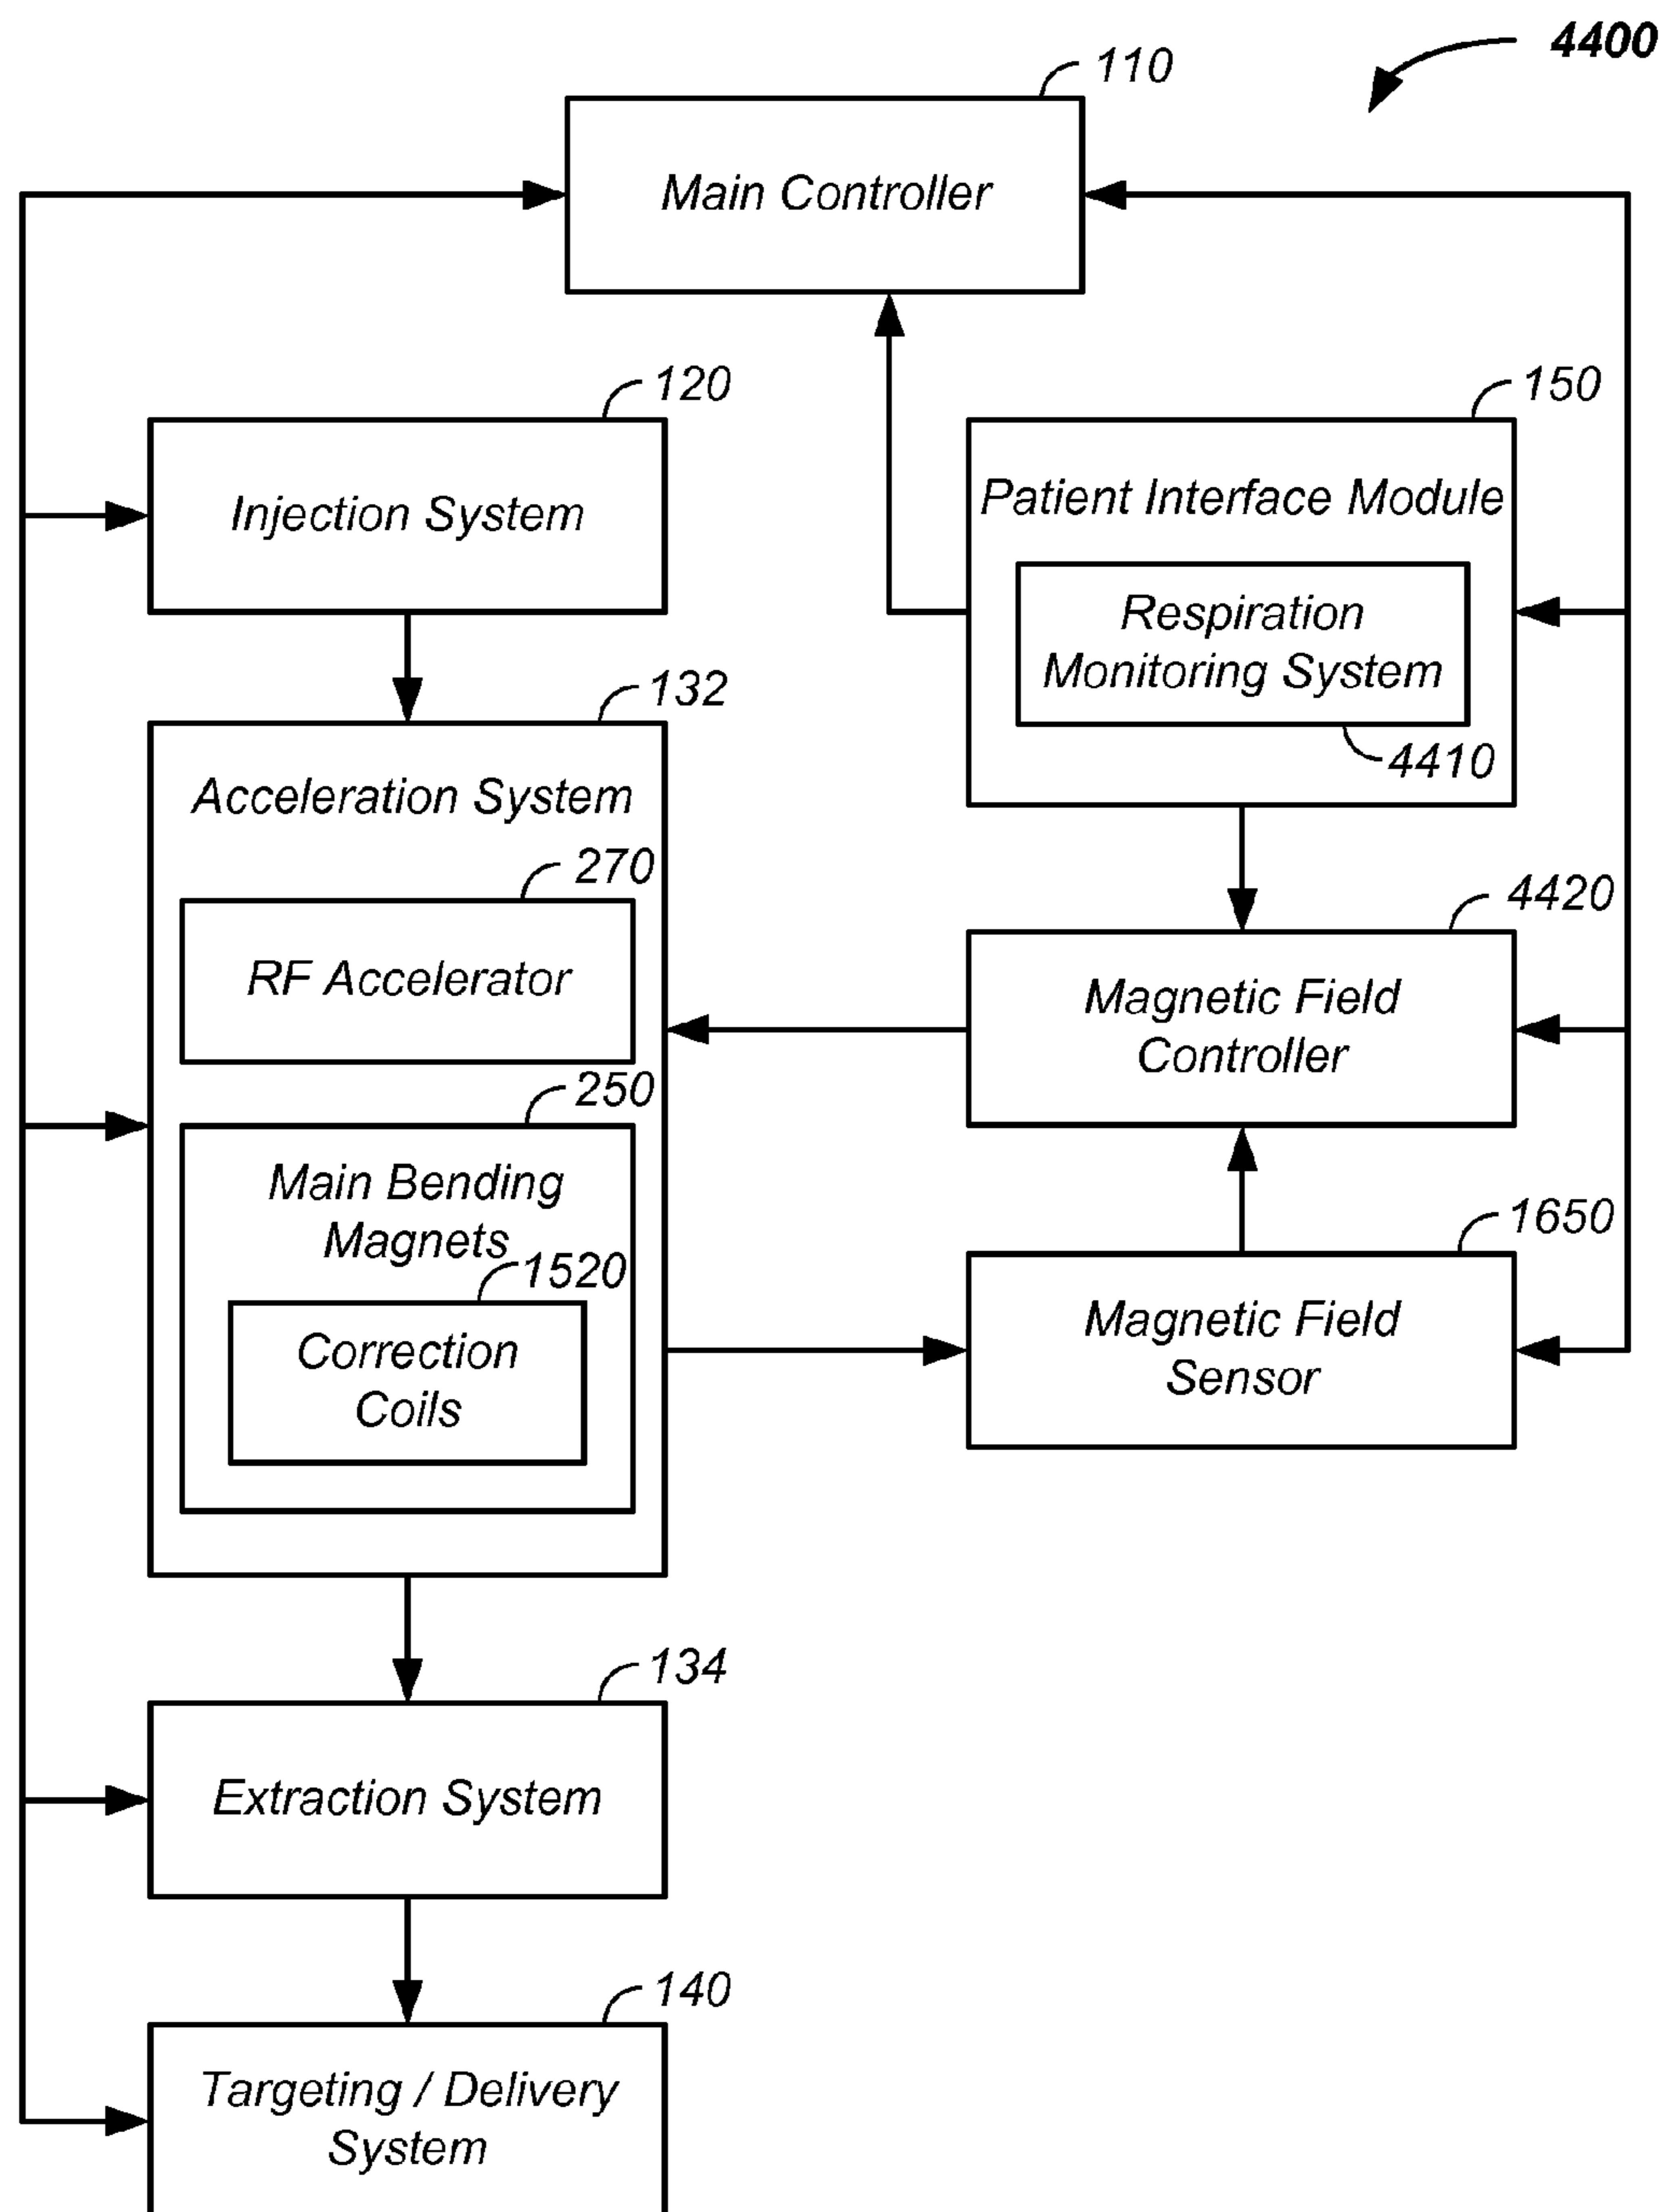 4400
110
Main Controller
120
Injection System
150
Patient Interface Module
Respiration
Monitoring System
4410
132
Acceleration System
270
RF Accelerator
250
Main Bending
Magnets
1520
Correction
Coils
4420
Magnetic Field
Controller
1650
Magnetic Field
Sensor
134
Extraction System
140
Targeting / Delivery
System